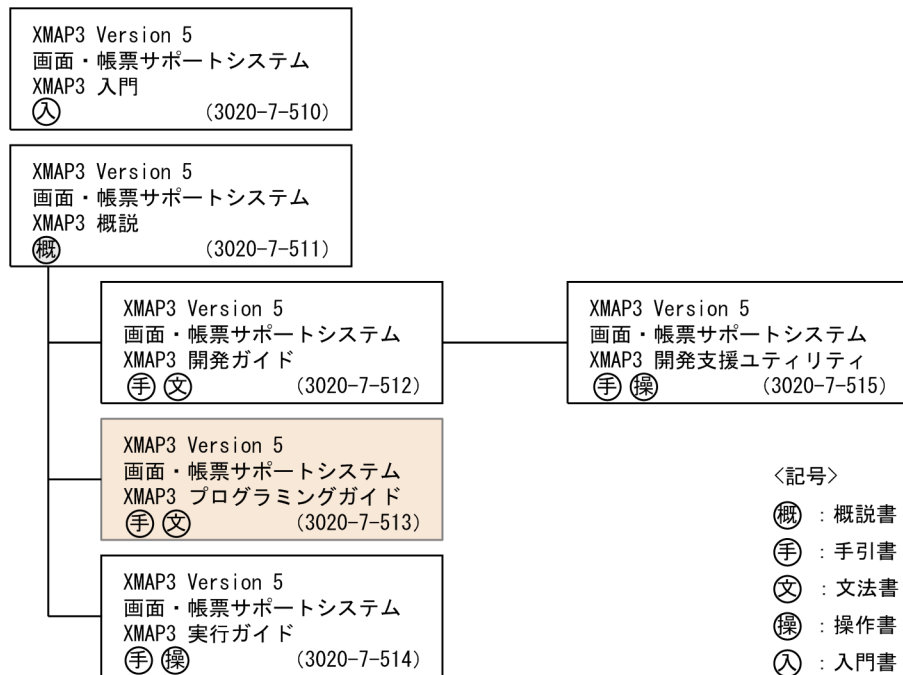 XMAP3 Version 5
画面・帳票サポートシステム
XMAP3 入門
入 (3020-7-510)
XMAP3 Version 5
画面・帳票サポートシステム
XMAP3 概説
概 (3020-7-511)
XMAP3 Version 5
画面・帳票サポートシステム
XMAP3 開発ガイド
手 文 (3020-7-512)
XMAP3 Version 5
画面・帳票サポートシステム
XMAP3 開発支援ユティリティ
手 操 (3020-7-515)
XMAP3 Version 5
画面・帳票サポートシステム
XMAP3 プログラミングガイド
手 文 (3020-7-513)
XMAP3 Version 5
画面・帳票サポートシステム
XMAP3 実行ガイド
手 操 (3020-7-514)
〈記号〉
概 : 概説書
手 : 手引書
文 : 文法書
操 : 操作書
入 : 入門書